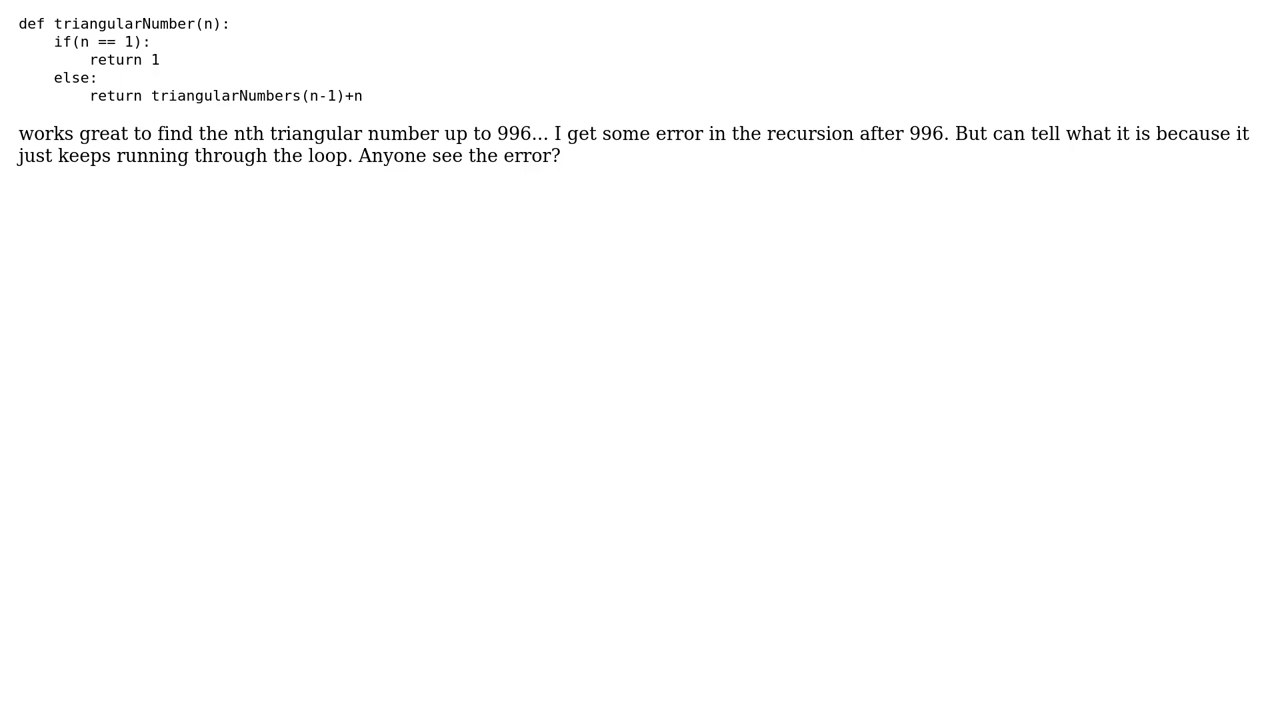 def triangularNumber(n):
    if(n == 1):
        return 1
    else:
        return triangularNumbers(n-1)+n
works great to find the nth triangular number up to 996... I get some error in the recursion after 996. But can tell what it is because it
just keeps running through the loop. Anyone see the error?